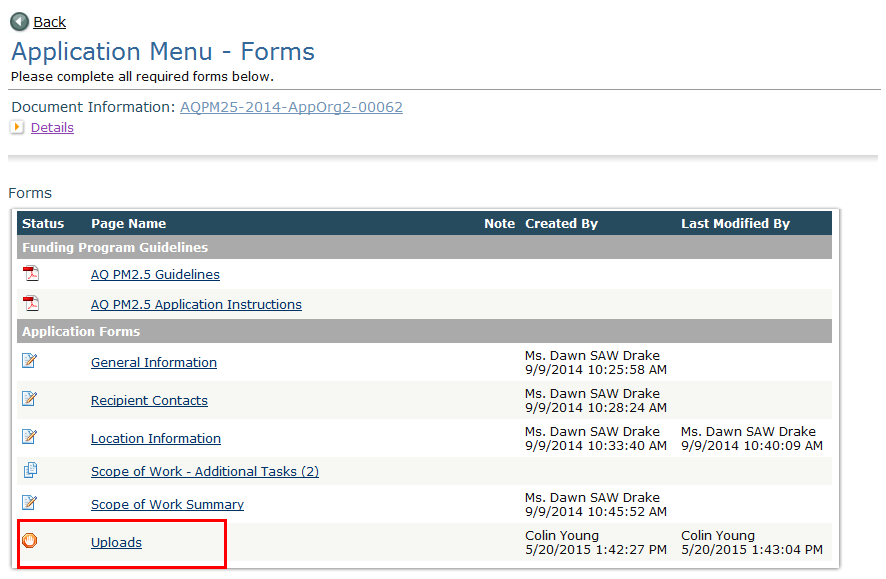 Back
Application Menu - Forms
Please complete all required forms below.
Document Information: AQPM25-2014-AppOrg2-00062
Details
Forms
Status Page Name Note Created By Last Modified By
Funding Program Guidelines
AQ PM2.5 Guidelines
AQ PM2.5 Application Instructions
Application Forms
General Information Ms. Dawn SAW Drake
9/9/2014 10:25:58 AM
Recipient Contacts Ms. Dawn SAW Drake
9/9/2014 10:28:24 AM
Location Information Ms. Dawn SAW Drake Ms. Dawn SAW Drake
9/9/2014 10:33:40 AM 9/9/2014 10:40:09 AM
Scope of Work - Additional Tasks (2)
Scope of Work Summary Ms. Dawn SAW Drake
9/9/2014 10:45:52 AM
Uploads Colin Young Colin Young
5/20/2015 1:42:27 PM 5/20/2015 1:43:04 PM